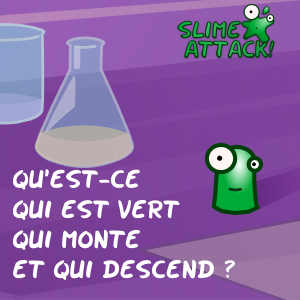 SLIME
ATTACK!
QU'EST-CE
QUI EST VERT
QUI MONTE
ET QUI DESCEND ?